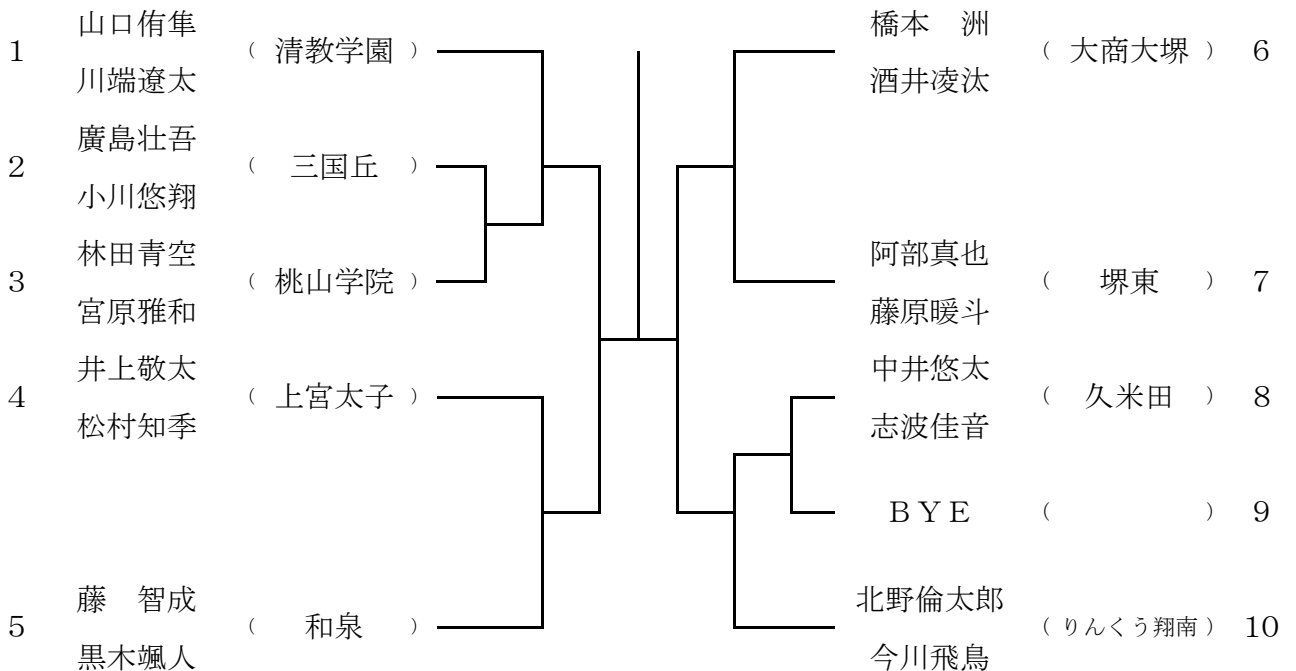 山口侑隼
1 ( 清教学園 )
川端遼太
廣島壮吾
2 ( 三国丘 )
小川悠翔
林田青空
3 ( 桃山学院 )
宮原雅和
井上敬太
4 ( 上宮太子 )
松村知季
藤　智成
5 ( 和泉 )
黒木颯人
橋本　洲
( 大商大堺 ) 6
酒井凌汰
阿部真也
( 堺東 ) 7
藤原暖斗
中井悠太
( 久米田 ) 8
志波佳音
ＢＹＥ ( ) 9
北野倫太郎
( りんくう翔南 ) 10
今川飛鳥